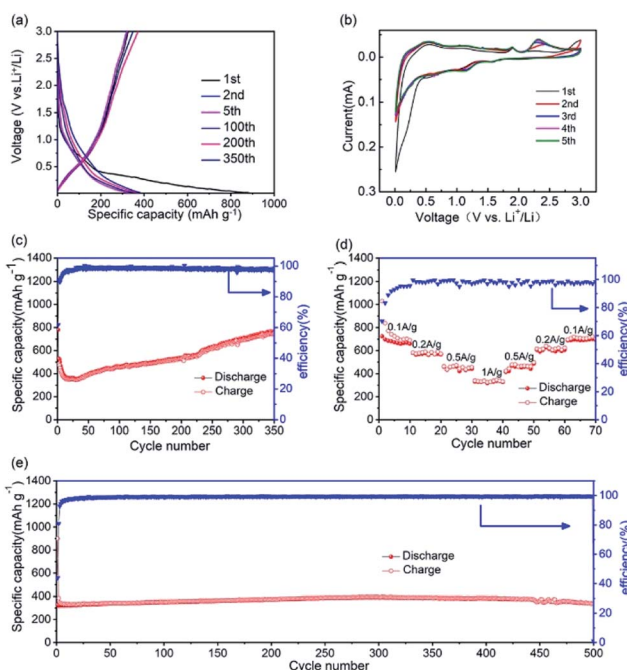 (a)
Voltage (V vs.Li⁺/Li)
3.0
2.5
2.0
1.5
1.0
0.5
0 200 400 600 800 1000
Specific capacity (mAh g⁻¹)
1st
2nd
5th
100th
200th
350th
(b)
Current(mA)
-0.0
0.0
0.1
0.2
0.3
0.0 0.5 1.0 1.5 2.0 2.5 3.0
Voltage（V vs. Li⁺/Li）
1st
2nd
3rd
4th
5th
(c)
Specific capacity(mAh g⁻¹)
1400
1200
1000
800
600
400
200
0
0 50 100 150 200 250 300 350
Cycle number
100
80
60
40
20
0
efficiency(%)
Discharge
Charge
(d)
Specific capacity(mAh g⁻¹)
1400
1200
1000
800
600
400
200
0
0 10 20 30 40 50 60 70
Cycle number
100
80
60
40
20
0
efficiency(%)
0.1A/g
0.2A/g
0.5A/g
1A/g
0.5A/g
0.2A/g
0.1A/g
Discharge
Charge
(e)
Specific capacity(mAh g⁻¹)
1400
1200
1000
800
600
400
200
0
0 50 100 150 200 250 300 350 400 450 500
Cycle number
100
80
60
40
20
0
efficiency(%)
Discharge
Charge